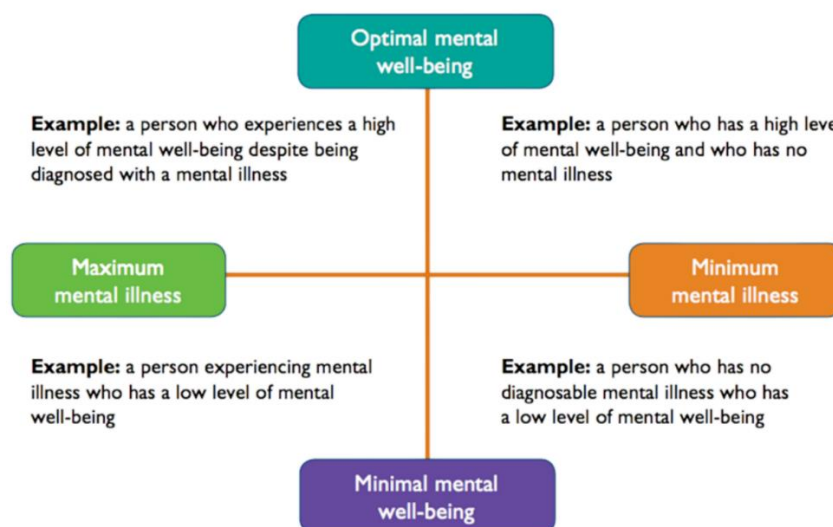 Optimal mental
well-being
Example: a person who experiences a high
level of mental well-being despite being
diagnosed with a mental illness
Example: a person who has a high leve
of mental well-being and who has no
mental illness
Maximum
mental illness
Minimum
mental illness
Example: a person experiencing mental
illness who has a low level of mental
well-being
Example: a person who has no
diagnosable mental illness who has
a low level of mental well-being
Minimal mental
well-being